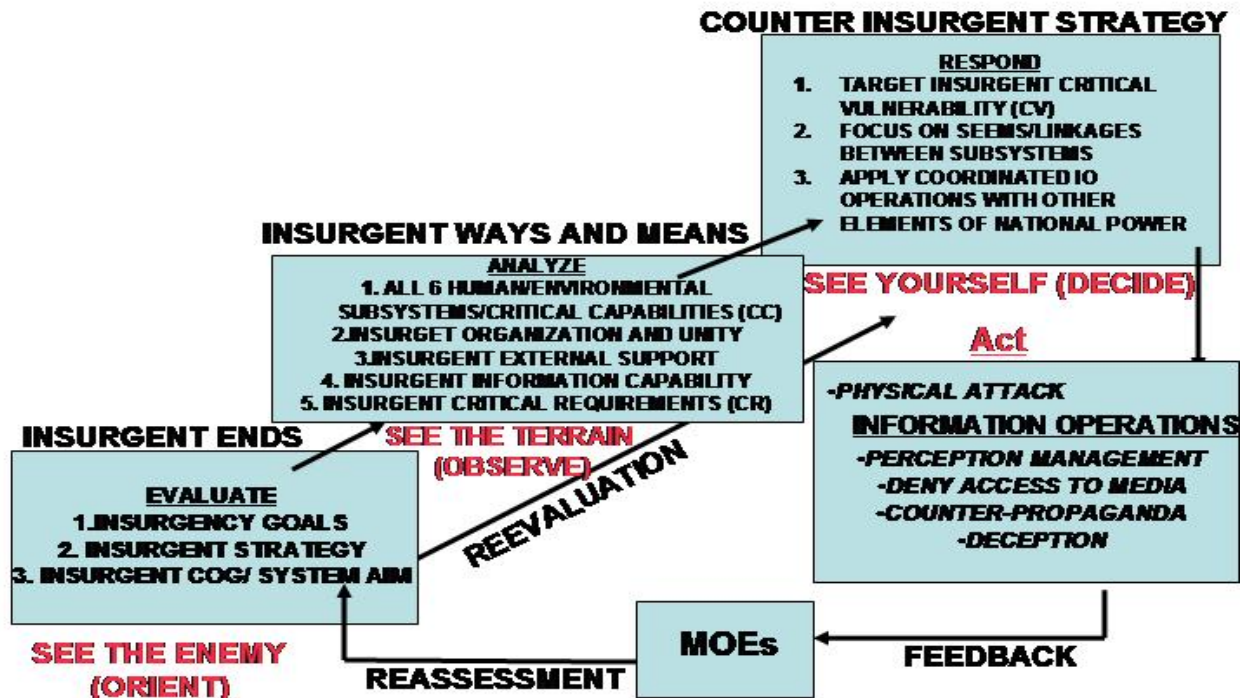 COUNTER INSURGENT STRATEGY
RESPOND
1. TARGET INSURGENT CRITICAL
VULNERABILITY (CV)
2. FOCUS ON SEEMS/LINKAGES
BETWEEN SUBSYSTEMS
3. APPLY COORDINATED IO
OPERATIONS WITH OTHER
ELEMENTS OF NATIONAL POWER
INSURGENT WAYS AND MEANS
ANALYZE
1. ALL 6 HUMAN/ENVIRONMENTAL
SUBSYSTEMS/CRITICAL CAPABILITIES (CC)
2.INSURGET ORGANIZATION AND UNITY
3.INSURGENT EXTERNAL SUPPORT
4. INSURGENT INFORMATION CAPABILITY
5. INSURGENT CRITICAL REQUIREMENTS (CR)
SEE YOURSELF (DECIDE)
Act
-PHYSICAL ATTACK
INFORMATION OPERATIONS
-PERCEPTION MANAGEMENT
-DENY ACCESS TO MEDIA
-COUNTER-PROPAGANDA
-DECEPTION
INSURGENT ENDS
SEE THE TERRAIN
(OBSERVE)
EVALUATE
1.INSURGENCY GOALS
2. INSURGENT STRATEGY
3. INSURGENT COG/ SYSTEM AIM
REEVALUATION
SEE THE ENEMY
(ORIENT)
REASSESSMENT
MOEs
FEEDBACK